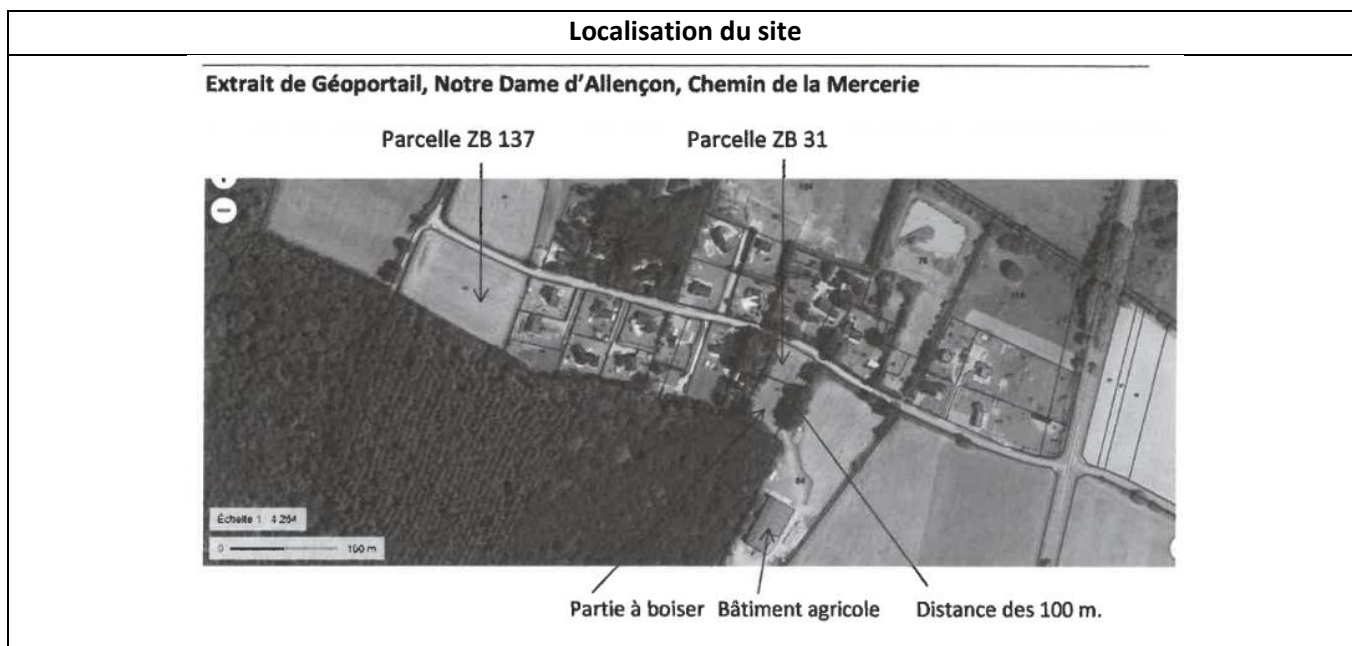 Localisation du site
Extrait de Géoportail, Notre Dame d'Allençon, Chemin de la Mercerie
Parcelle ZB 137 Parcelle ZB 31
Échelle 1 : 4 264
0 100 m
Partie à boiser Bâtiment agricole Distance des 100 m.